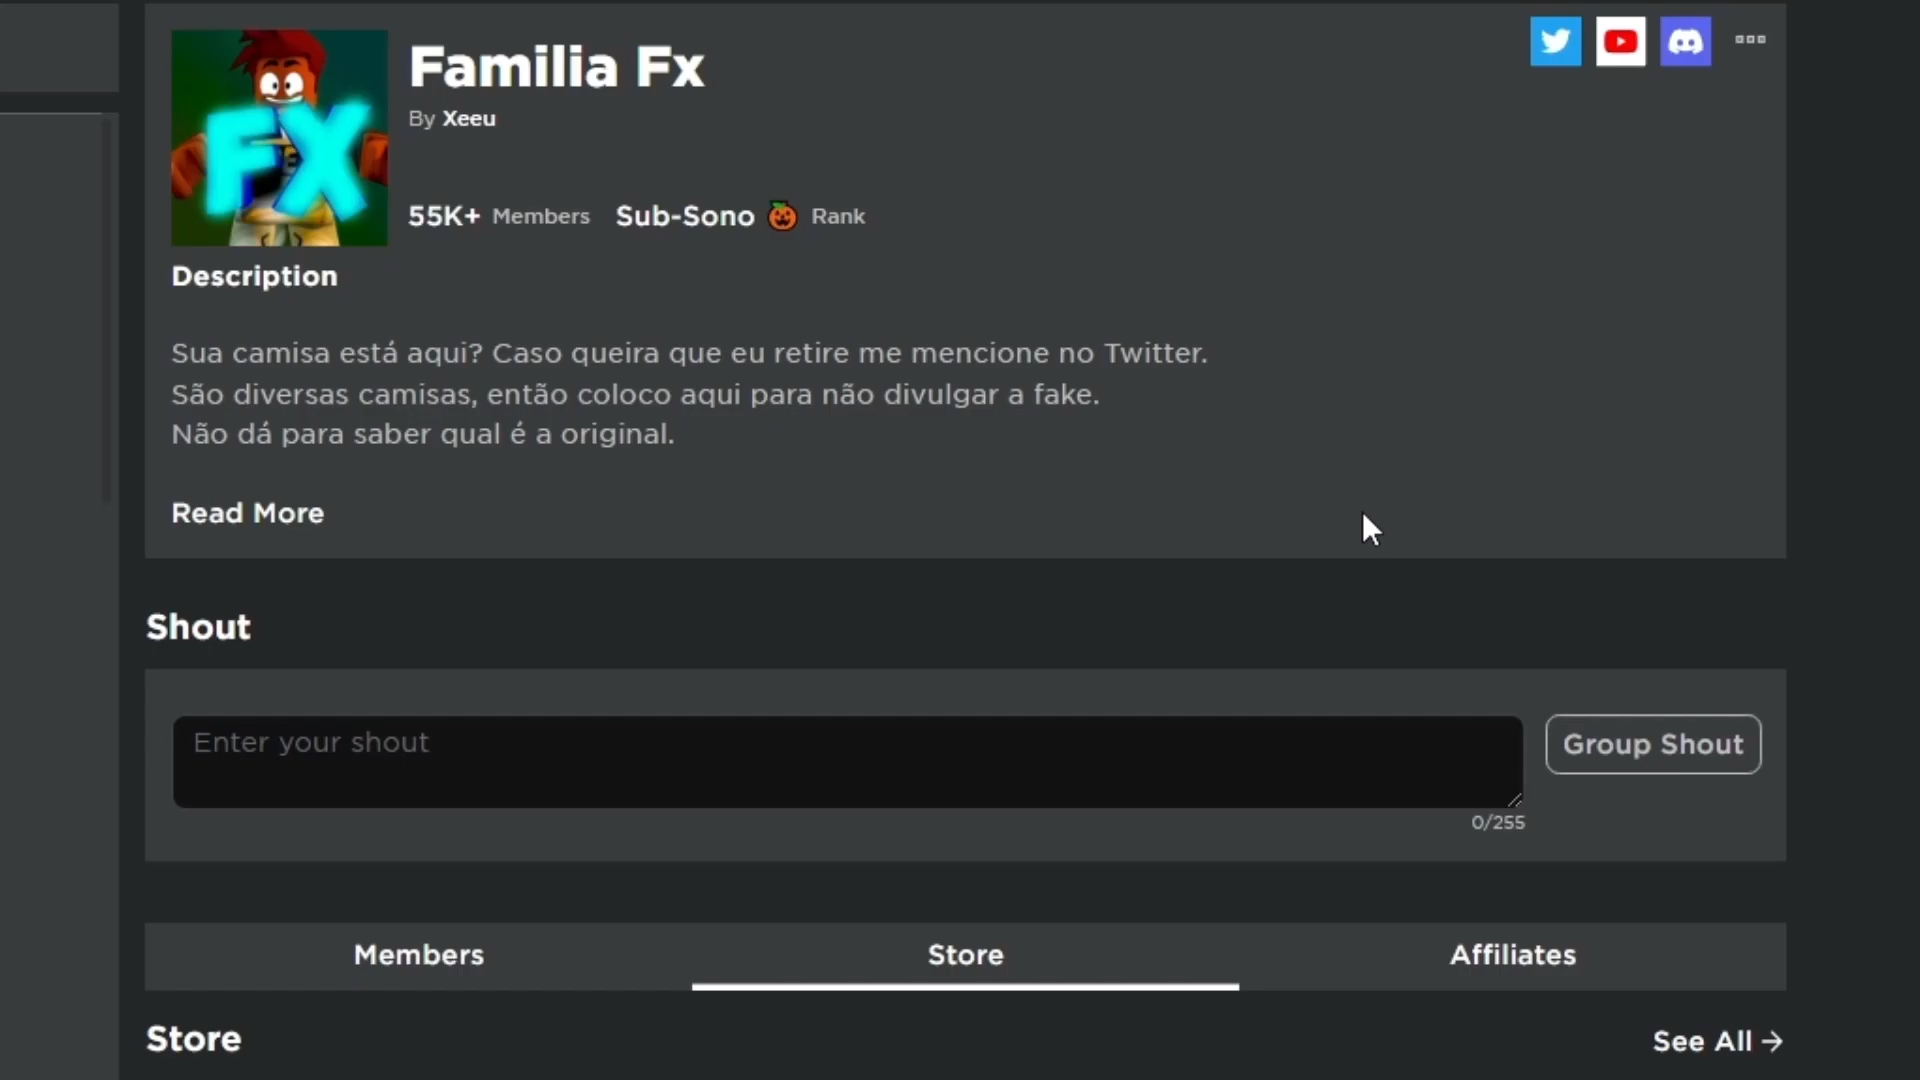 Familia Fx
By Xeeu
FX
55K+ Members Sub-Sono 🎃 Rank
Description
Sua camisa está aqui? Caso queira que eu retire me mencione no Twitter.
São diversas camisas, então coloco aqui para não divulgar a fake.
Não dá para saber qual é a original.
Read More
Shout
Enter your shout
Group Shout
0/255
Members Store Affiliates
Store
See All →